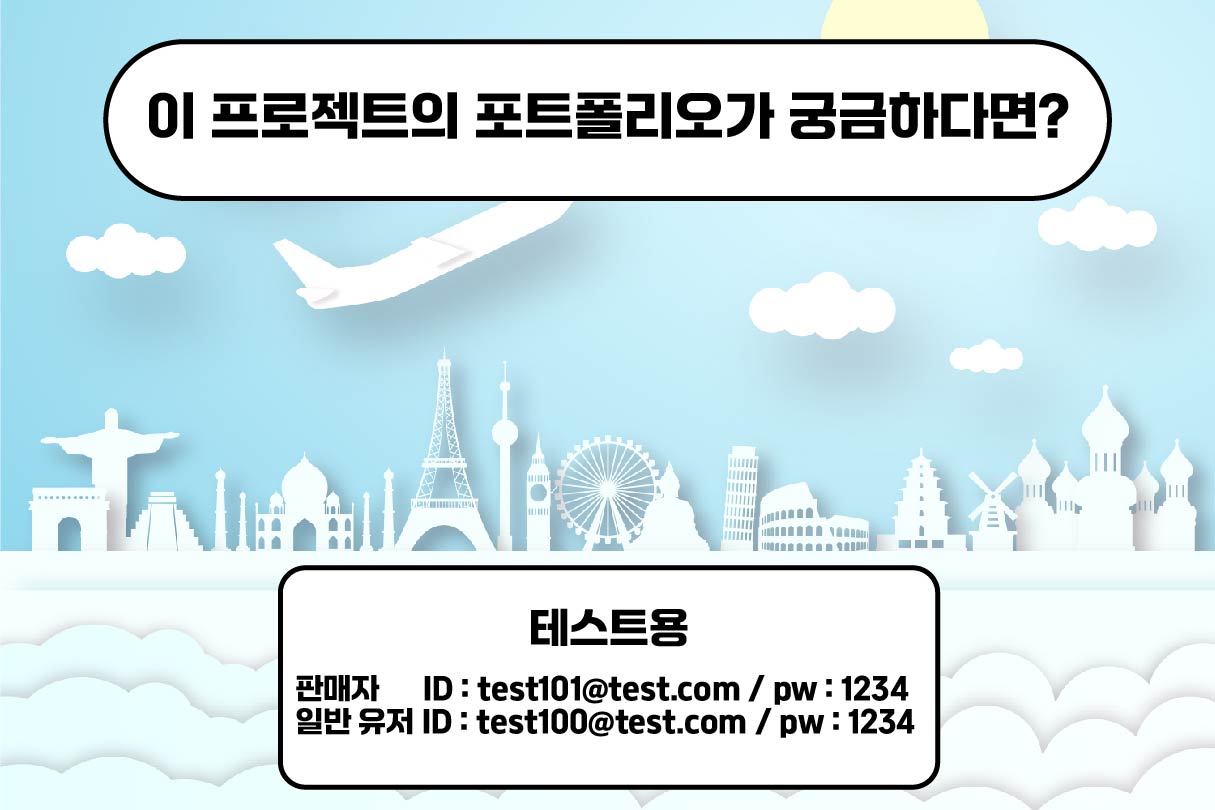 이 프로젝트의 포트폴리오가 궁금하다면?
테스트용
판매자 ID : test101@test.com / pw : 1234
일반 유저 ID : test100@test.com / pw : 1234